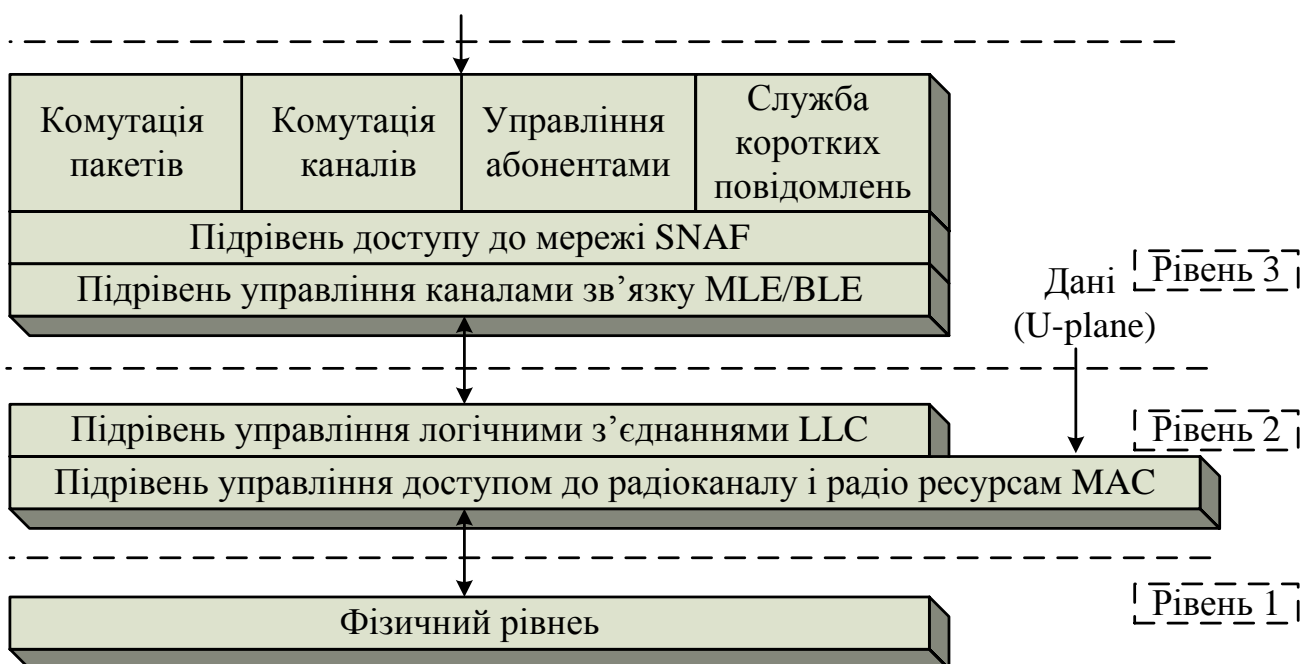 Комутація
пакетів
Комутація
каналів
Управління
абонентами
Служба
коротких
повідомлень
Підрівень доступу до мережі SNAF
Підрівень управління каналами зв’язку MLE/BLE
Дані
(U-plane)
Рівень 3
Підрівень управління логічними з’єднаннями LLC
Рівень 2
Підрівень управління доступом до радіоканалу і радіо ресурсам MAC
Рівень 1
Фізичний рівнеь